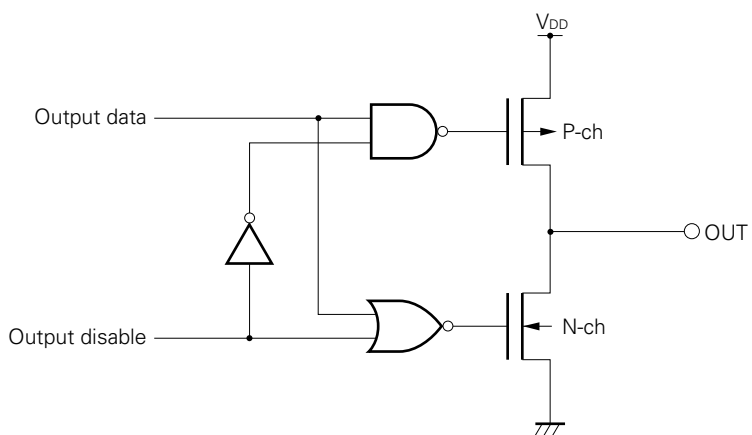 VDD
Output data
P-ch
OUT
Output disable
N-ch